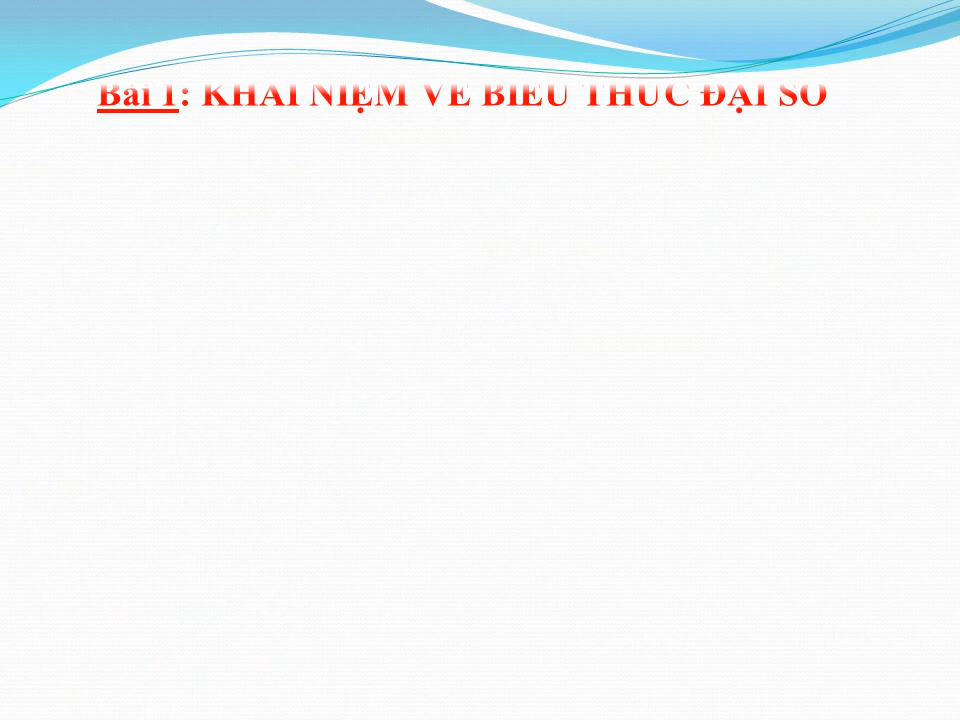 Bài 1: KHÁI NIỆM VỀ BIỂU THỨC ĐẠI SỐ